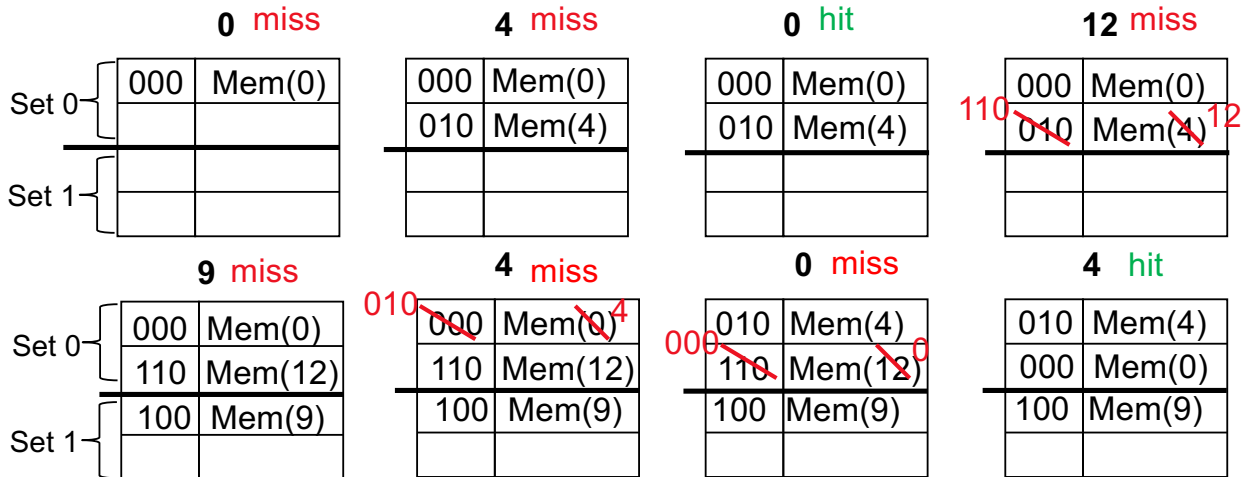 0 miss 4 miss 0 hit 12 miss
Set 0 000 Mem(0) 000 Mem(0) 000 Mem(0) 000 Mem(0)
010 Mem(4) 010 Mem(4) 110 010 Mem(4) 12
Set 1
9 miss 4 miss 0 miss 4 hit
Set 0 000 Mem(0) 010 000 Mem(0) 4 010 Mem(4) 010 Mem(4)
110 Mem(12) 110 Mem(12) 000 110 Mem(12) 0 000 Mem(0)
Set 1 100 Mem(9) 100 Mem(9) 100 Mem(9) 100 Mem(9)